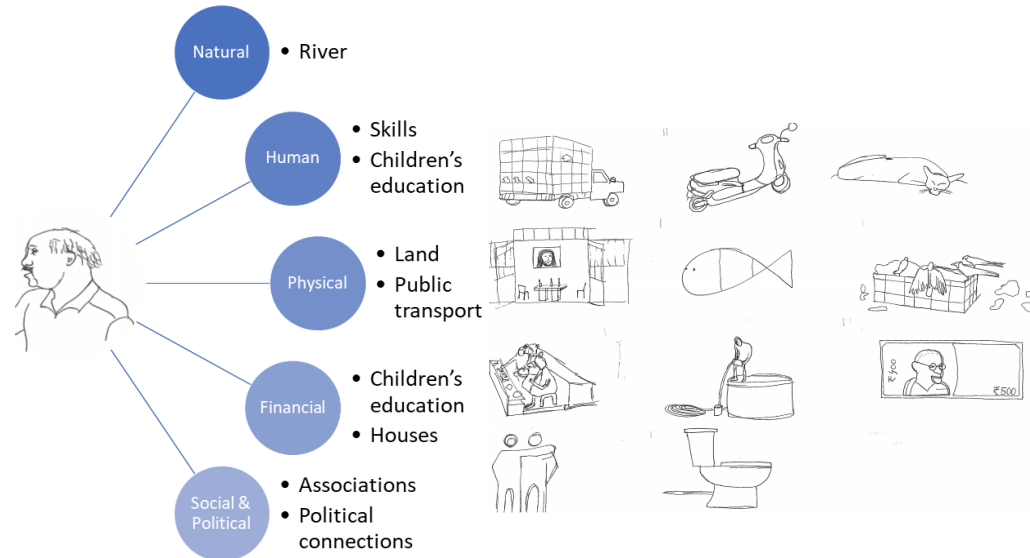 Natural
• River
Human
• Skills
• Children's
education
Physical
• Land
• Public
transport
Financial
• Children's
education
• Houses
Social &
Political
• Associations
• Political
connections
₹500